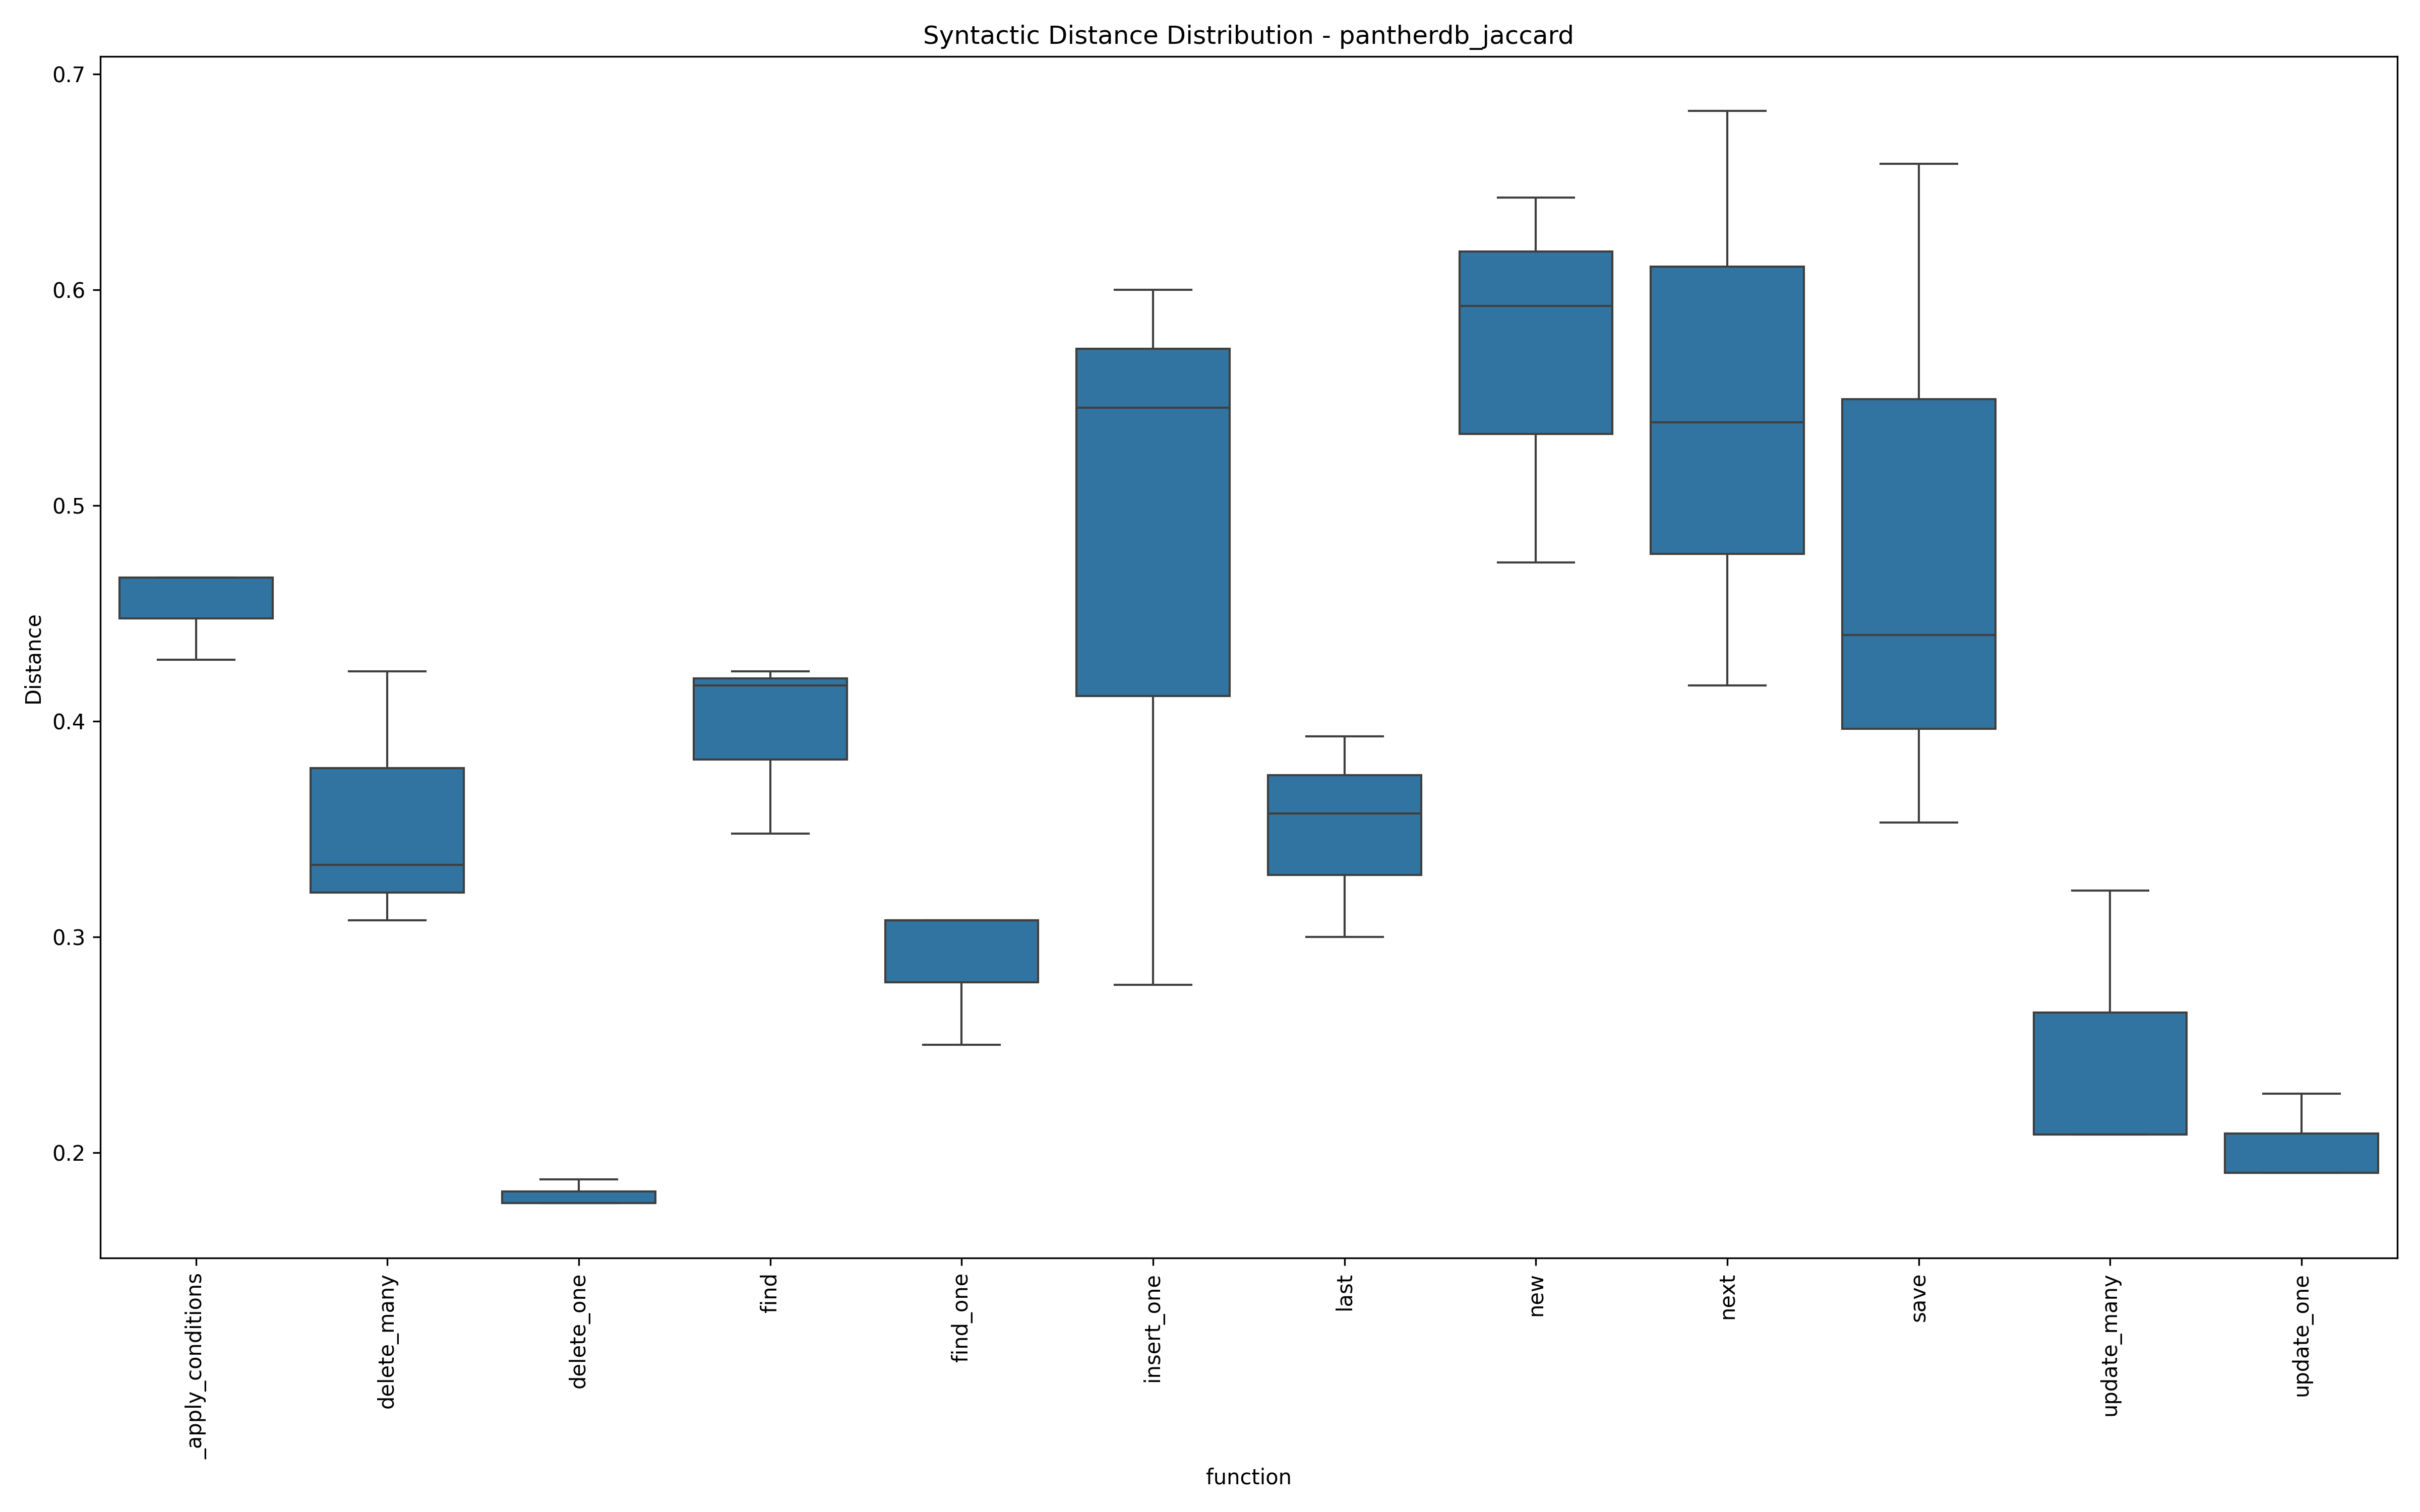 Syntactic Distance Distribution - pantherdb_jaccard
0.7
0.6
0.5
0.4
0.3
0.2
Distance
_apply_conditions
delete_many
delete_one
find
find_one
insert_one
last
new
next
save
update_many
update_one
function